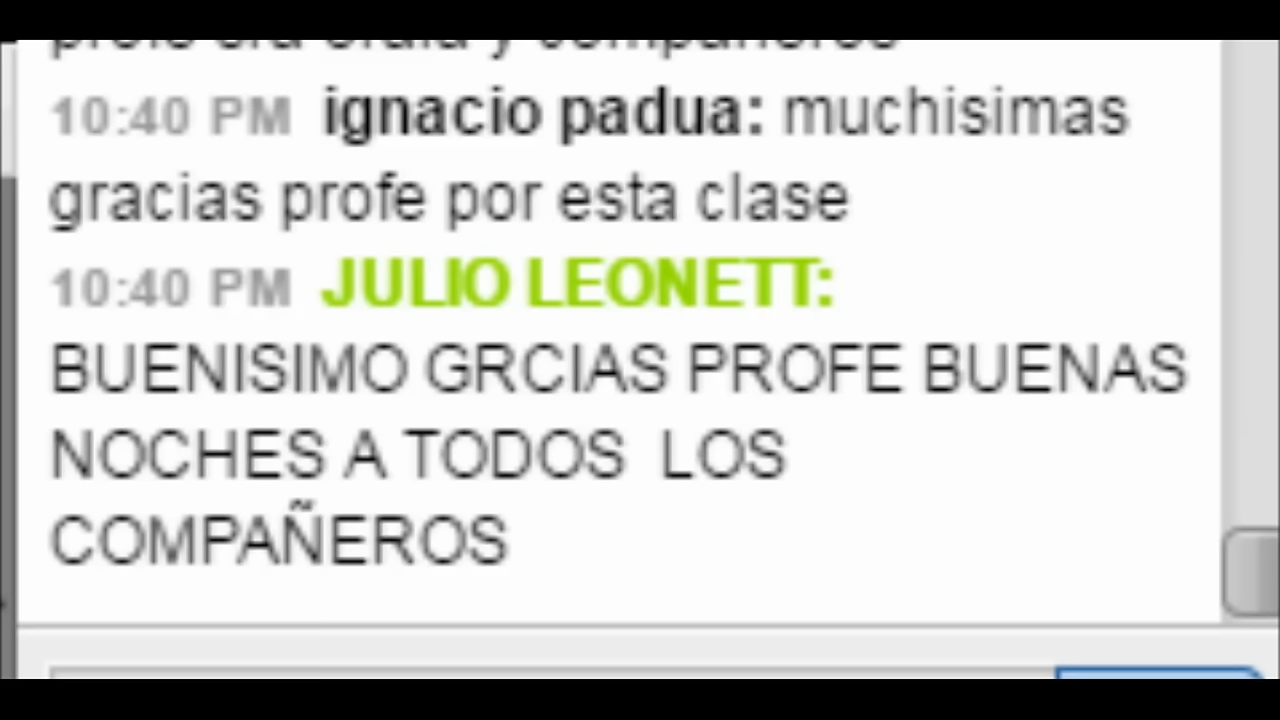 y compañeros
10:40 PM ignacio padua: muchisimas
gracias profe por esta clase
10:40 PM JULIO LEONETT:
BUENISIMO GRCIAS PROFE BUENAS
NOCHES A TODOS  LOS
COMPAÑEROS